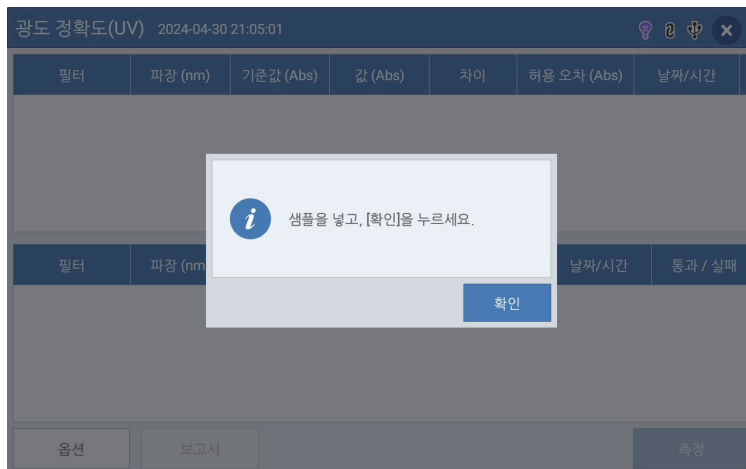 광도 정확도(UV) 2024-04-30 21:05:01
필터 파장 (nm) 기준값 (Abs) 값 (Abs) 차이 허용 오차 (Abs) 날짜/시간
샘플을 넣고, [확인]을 누르세요.
필터 파장 (nm 날짜/시간 통과 / 실패
확인
옵션 보고서 측정